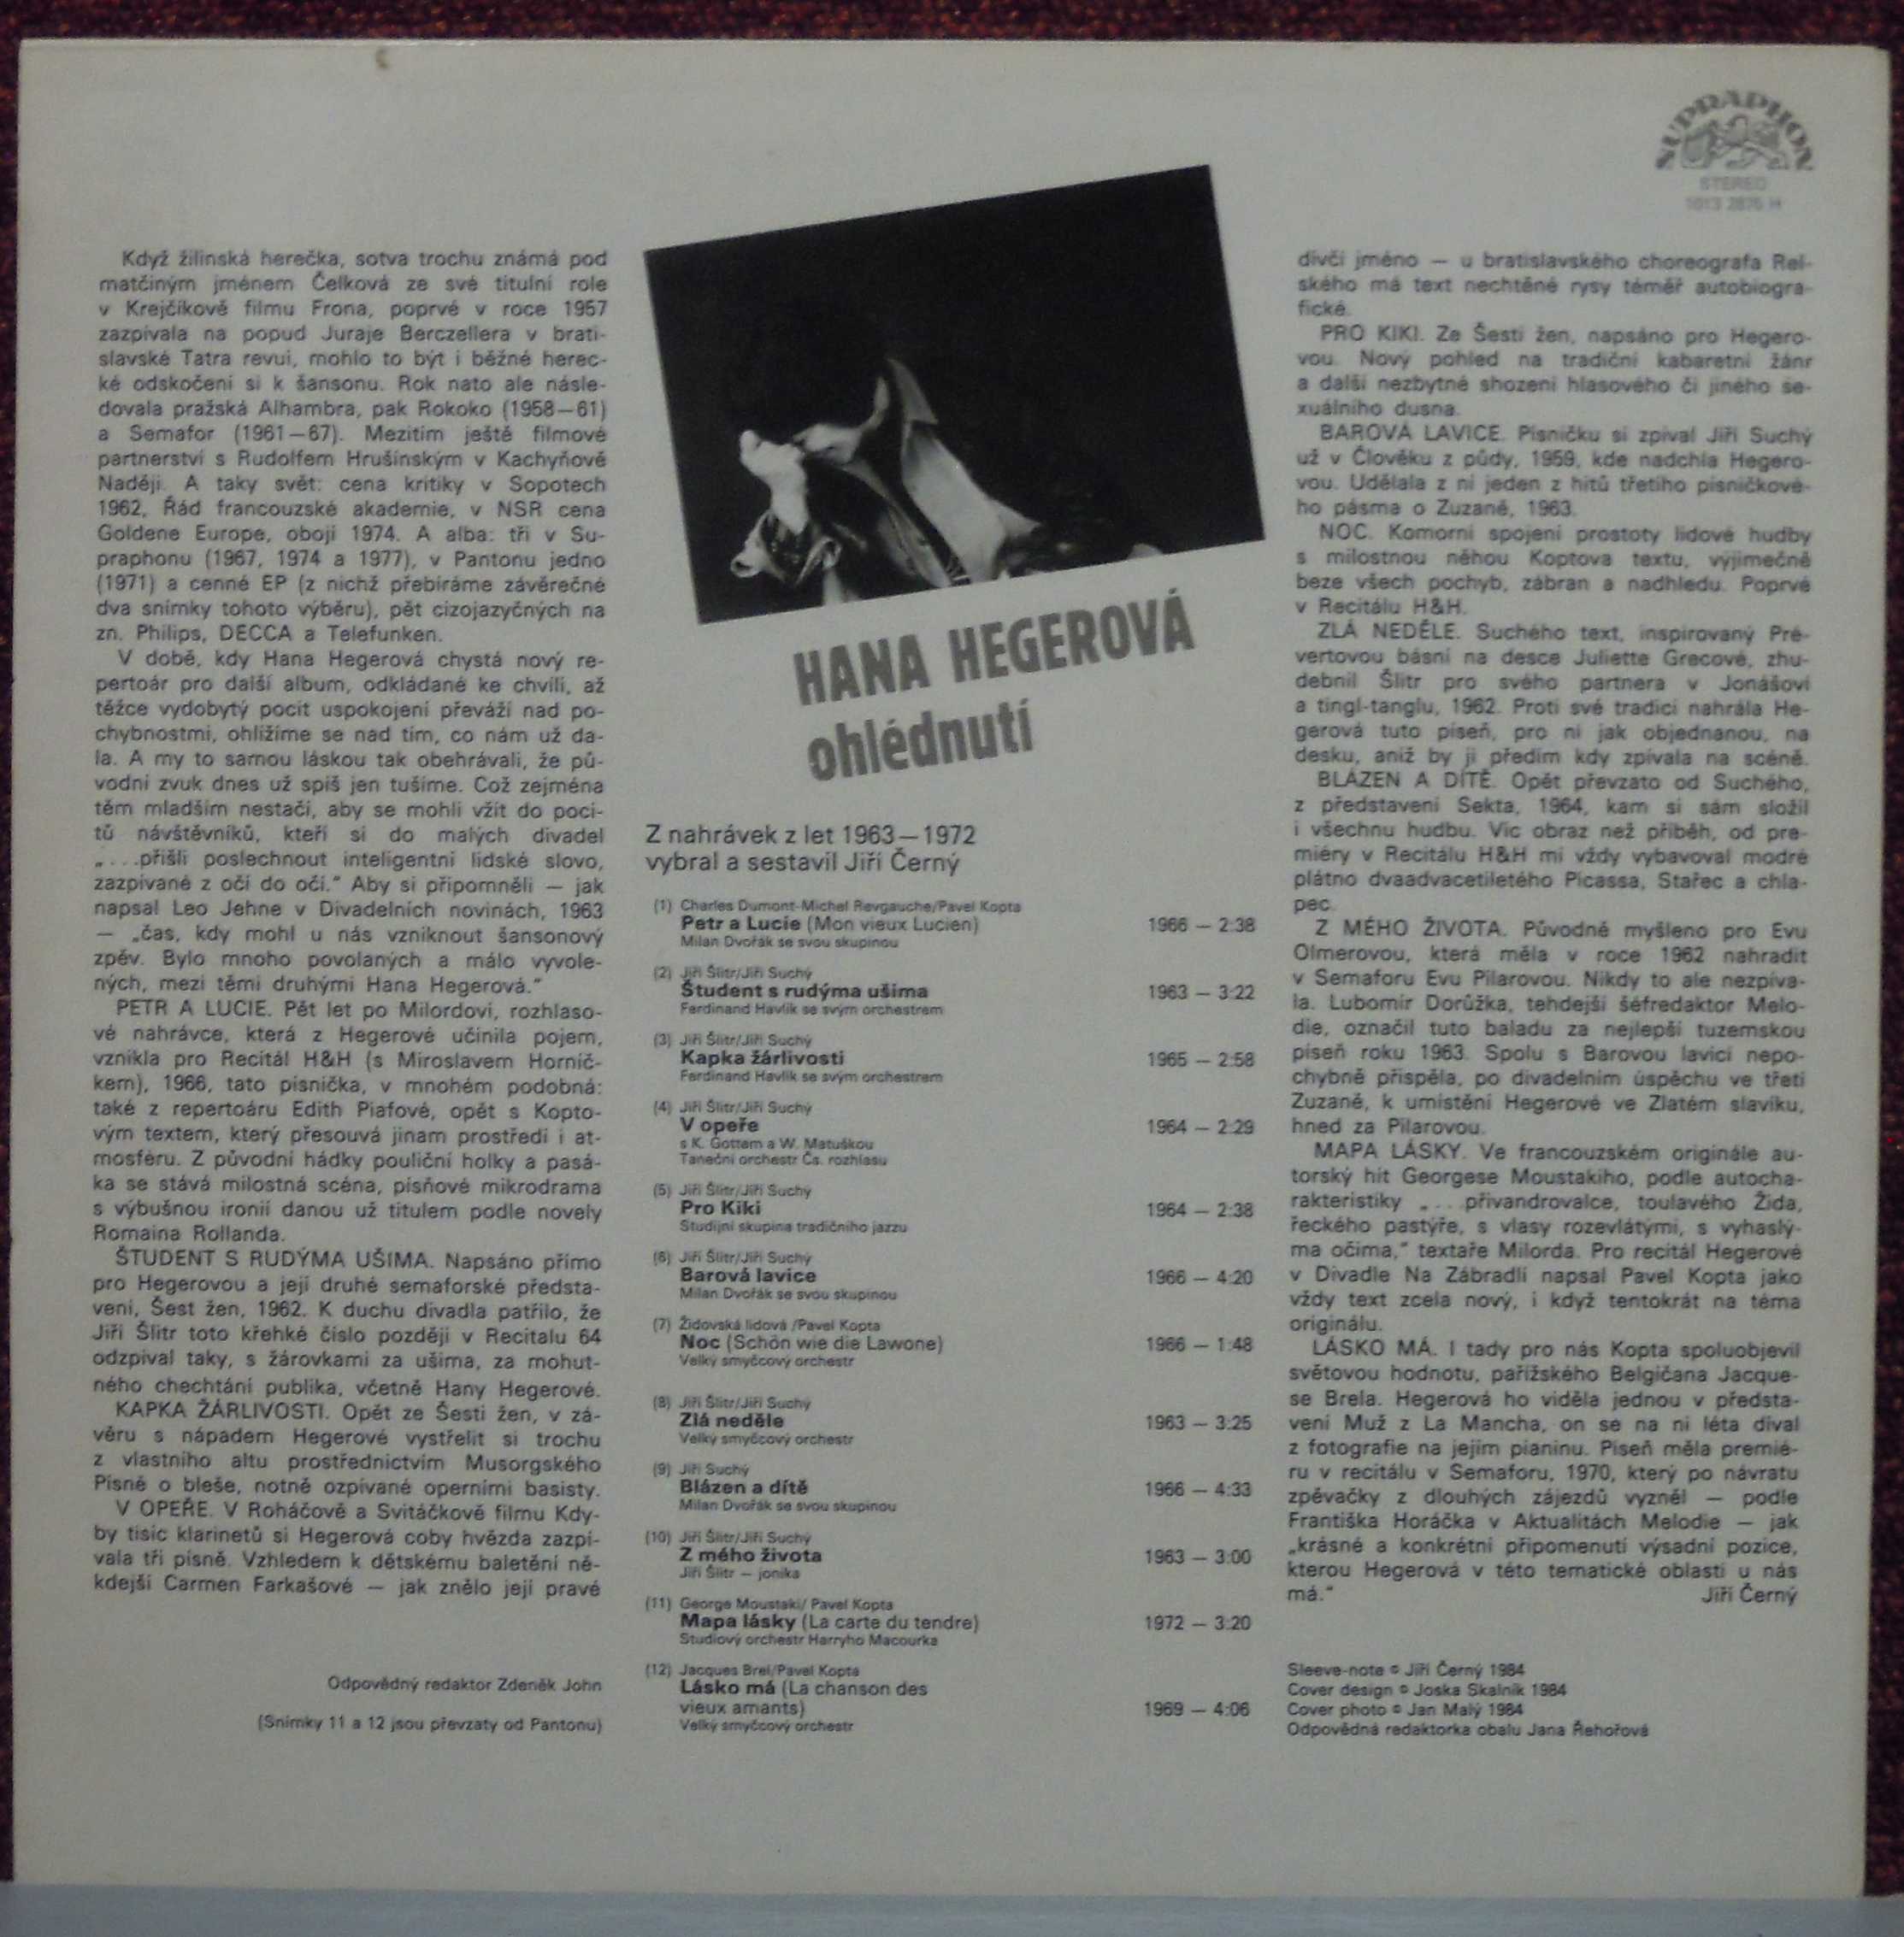 SUPRAPHON
STEREO
1013 2876 H
Když žilinská herečka, sotva trochu známá pod
matčiným jménem Čelková ze své titulní role
v Krejčíkově filmu Frona, poprvé v roce 1957
zazpívala na popud Juraje Berczellera v brati-
slavské Tatra revui, mohlo to být i běžné herec-
ké odskočení si k šansonu. Rok nato ale násle-
dovala pražská Alhambra, pak Rokoko (1958—61)
a Semafor (1961—67). Mezitím ještě filmové
partnerství s Rudolfem Hrušínským v Kachyňově
Naději. A taky svět: cena kritiky v Sopotech
1962, Řád francouzské akademie, v NSR cena
Goldene Europe, obojí 1974. A alba: tři v Su-
praphonu (1967, 1974 a 1977), v Pantonu jedno
(1971) a cenné EP (z nichž přebíráme závěrečné
dva snímky tohoto výběru), pět cizojazyčných na
zn. Philips, DECCA a Telefunken.
V době, kdy Hana Hegerová chystá nový re-
pertoár pro další album, odkládané ke chvíli, až
těžce vydobytý pocit uspokojení převáží nad po-
chybnostmi, ohlížíme se nad tím, co nám už da-
la. A my to samou láskou tak obehrávali, že pů-
vodní zvuk dnes už spíš jen tušíme. Což zejména
těm mladším nestačí, aby se mohli vžít do poci-
tů návštěvníků, kteří si do malých divadel
„...přišli poslechnout inteligentní lidské slovo,
zazpívané z očí do očí.“ Aby si připomněli — jak
napsal Leo Jehne v Divadelních novinách, 1963
— „čas, kdy mohl u nás vzniknout šansonový
zpěv. Bylo mnoho povolaných a málo vyvole-
ných, mezi těmi druhými Hana Hegerová.“
PETR A LUCIE. Pět let po Milordovi, rozhlaso-
vé nahrávce, která z Hegerové učinila pojem,
vznikla pro Recitál H&H (s Miroslavem Horníč-
kem), 1966, tato písnička, v mnohém podobná:
také z repertoáru Edith Piafové, opět s Kopto-
vým textem, který přesouvá jinam prostředí i at-
mosféru. Z původní hádky pouliční holky a pasá-
ka se stává milostná scéna, písňové mikrodrama
s výbušnou ironií danou už titulem podle novely
Romaina Rollanda.
ŠTUDENT S RUDÝMA UŠIMA. Napsáno přímo
pro Hegerovou a její druhé semaforské předsta-
vení, Šest žen, 1962. K duchu divadla patřilo, že
Jiří Šlitr toto křehké číslo později v Recitalu 64
odzpíval taky, s žárovkami za ušima, za mohut-
ného chechtání publika, včetně Hany Hegerové.
KAPKA ŽÁRLIVOSTI. Opět ze Šesti žen, v zá-
věru s nápadem Hegerové vystřelit si trochu
z vlastního altu prostřednictvím Musorgského
Písně o bleše, notně ozpívané operními basisty.
V OPEŘE. V Roháčově a Svitáčkově filmu Kdy-
by tisíc klarinetů si Hegerová coby hvězda zazpí-
vala tři písně. Vzhledem k dětskému baletění ně-
kdejší Carmen Farkašové — jak znělo její pravé
Odpovědný redaktor Zdeněk John
(Snímky 11 a 12 jsou převzaty od Pantonu)
HANA HEGEROVÁ
ohlédnutí
Z nahrávek z let 1963—1972
vybral a sestavil Jiří Černý
(1) Charles Dumont-Michel Revgauche/Pavel Kopta
Petr a Lucie (Mon vieux Lucien) 1966 — 2:38
Milan Dvořák se svou skupinou
(2) Jiří Šlitr/Jiří Suchý
Študent s rudýma ušima 1963 — 3:22
Ferdinand Havlík se svým orchestrem
(3) Jiří Šlitr/Jiří Suchý
Kapka žárlivosti 1965 — 2:58
Ferdinand Havlík se svým orchestrem
(4) Jiří Šlitr/Jiří Suchý
V opeře 1964 — 2:29
s K. Gottem a W. Matuškou
Taneční orchestr Čs. rozhlasu
(5) Jiří Šlitr/Jiří Suchý
Pro Kiki 1964 — 2:38
Studijní skupina tradičního jazzu
(6) Jiří Šlitr/Jiří Suchý
Barová lavice 1966 — 4:20
Milan Dvořák se svou skupinou
(7) Židovská lidová /Pavel Kopta
Noc (Schön wie die Lawone) 1966 — 1:48
Velký smyčcový orchestr
(8) Jiří Šlitr/Jiří Suchý
Zlá neděle 1963 — 3:25
Velký smyčcový orchestr
(9) Jiří Suchý
Blázen a dítě 1966 — 4:33
Milan Dvořák se svou skupinou
(10) Jiří Šlitr/Jiří Suchý
Z mého života 1963 — 3:00
Jiří Šlitr — jonika
(11) George Moustaki/ Pavel Kopta
Mapa lásky (La carte du tendre) 1972 — 3:20
Studiový orchestr Harryho Macourka
(12) Jacques Brel/Pavel Kopta
Lásko má (La chanson des
vieux amants) 1969 — 4:06
Velký smyčcový orchestr
dívčí jméno — u bratislavského choreografa Rel-
ského má text nechtěné rysy téměř autobiogra-
fické.
PRO KIKI. Ze Šesti žen, napsáno pro Hegero-
vou. Nový pohled na tradiční kabaretní žánr
a další nezbytné shození hlasového či jiného se-
xuálního dusna.
BAROVÁ LAVICE. Písničku si zpíval Jiří Suchý
už v Člověku z půdy, 1959, kde nadchla Hegero-
vou. Udělala z ní jeden z hitů třetího písničkové-
ho pásma o Zuzaně, 1963.
NOC. Komorní spojení prostoty lidové hudby
s milostnou něhou Koptova textu, výjimečně
beze všech pochyb, zábran a nadhledu. Poprvé
v Recitálu H&H.
ZLÁ NEDĚLE. Suchého text, inspirovaný Pré-
vertovou básní na desce Juliette Grecové, zhu-
debnil Šlitr pro svého partnera v Jonášovi
a tingl-tanglu, 1962. Proti své tradici nahrála He-
gerová tuto píseň, pro ni jak objednanou, na
desku, aniž by ji předím kdy zpívala na scéně.
BLÁZEN A DÍTĚ. Opět převzato od Suchého,
z představení Sekta, 1964, kam si sám složil
i všechnu hudbu. Víc obraz než příběh, od pre-
miéry v Recitálu H&H mi vždy vybavoval modré
plátno dvaadvacetiletého Picassa, Stařec a chla-
pec.
Z MÉHO ŽIVOTA. Původně myšleno pro Evu
Olmerovou, která měla v roce 1962 nahradit
v Semaforu Evu Pilarovou. Nikdy to ale nezpíva-
la. Lubomír Dorůžka, tehdejší šéfredaktor Melo-
die, označil tuto baladu za nejlepší tuzemskou
píseň roku 1963. Spolu s Barovou lavicí nepo-
chybně přispěla, po divadelním úspěchu ve třetí
Zuzaně, k umístění Hegerové ve Zlatém slavíku,
hned za Pilarovou.
MAPA LÁSKY. Ve francouzském originále au-
torský hit Georgese Moustakiho, podle autocha-
rakteristiky „... přivandrovalce, toulavého Žida,
řeckého pastýře, s vlasy rozevlátými, s vyhaslý-
ma očima,“ textaře Milorda. Pro recitál Hegerové
v Divadle Na Zábradlí napsal Pavel Kopta jako
vždy text zcela nový, i když tentokrát na téma
originálu.
LÁSKO MÁ. I tady pro nás Kopta spoluobjevil
světovou hodnotu, pařížského Belgičana Jacque-
se Brela. Hegerová ho viděla jednou v předsta-
vení Muž z La Mancha, on se na ni léta díval
z fotografie na jejím pianinu. Píseň měla premié-
ru v recitálu v Semaforu, 1970, který po návratu
zpěvačky z dlouhých zájezdů vyzněl — podle
Františka Horáčka v Aktualitách Melodie — jak
„krásné a konkrétní připomenutí výsadní pozice,
kterou Hegerová v této tematické oblasti u nás
má.“ Jiří Černý
Sleeve-note © Jiří Černý 1984
Cover design © Joska Skalník 1984
Cover photo © Jan Malý 1984
Odpovědná redaktorka obalu Jana Řehořová